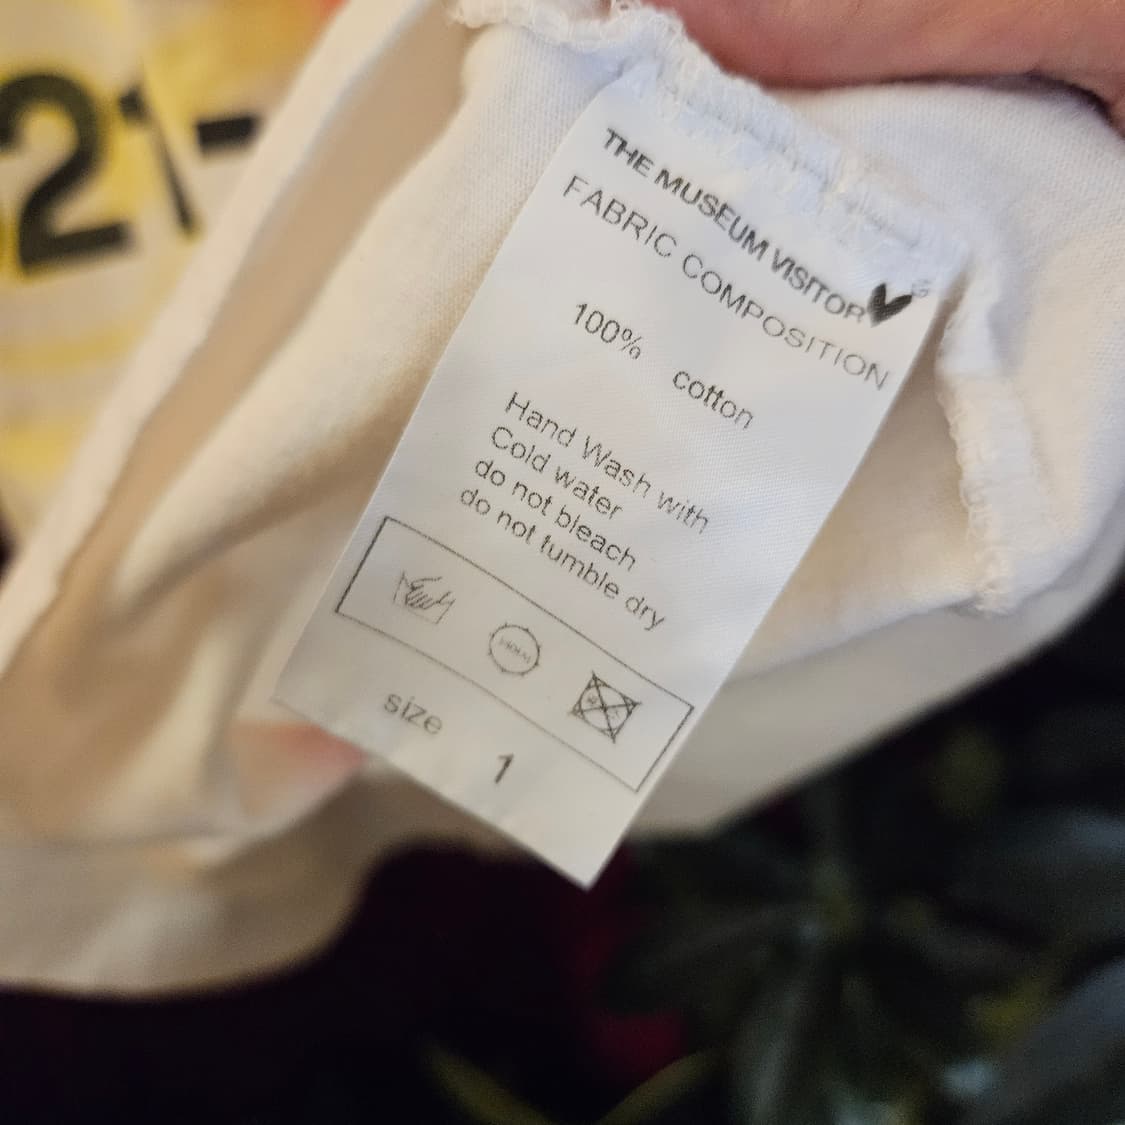 21-
THE MUSEUM VISITOR
FABRIC COMPOSITION
100% cotton
Hand Wash with
Cold water
do not bleach
do not tumble dry
size 1